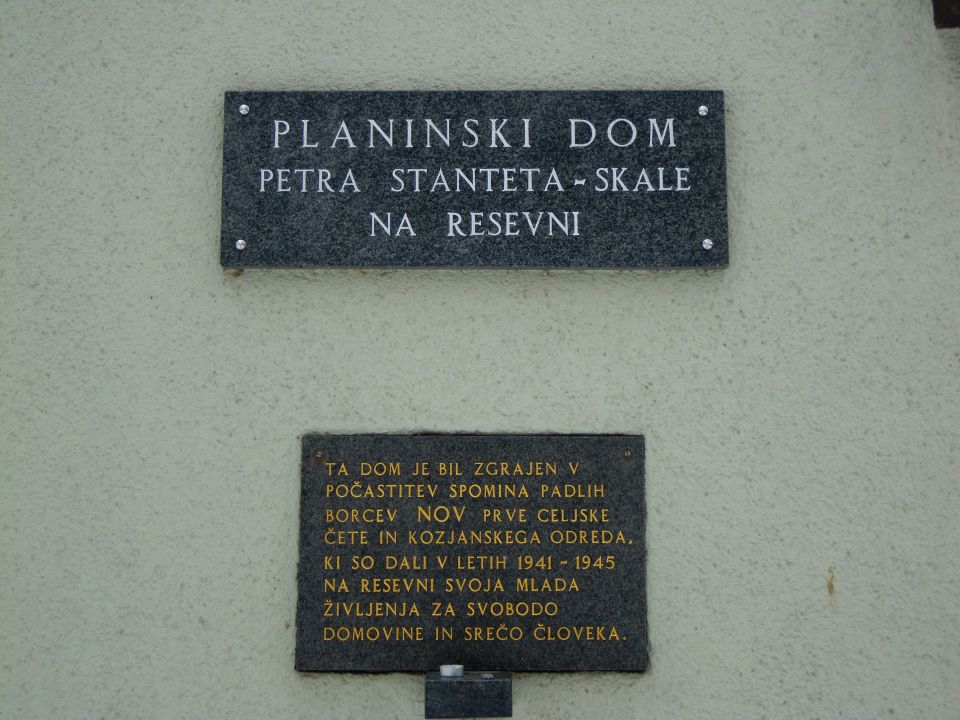 PLANINSKI DOM
PETRA STANTETA-SKALE
NA RESEVNI
TA DOM JE BIL ZGRAJEN V
POČASTITEV SPOMINA PADLIH
BORCEV NOV PRVE CELJSKE
ČETE IN KOZJANSKEGA ODREDA,
KI SO DALI V LETIH 1941-1945
NA RESEVNI SVOJA MLADA
ŽIVLJENJA ZA SVOBODO
DOMOVINE IN SREČO ČLOVEKA.